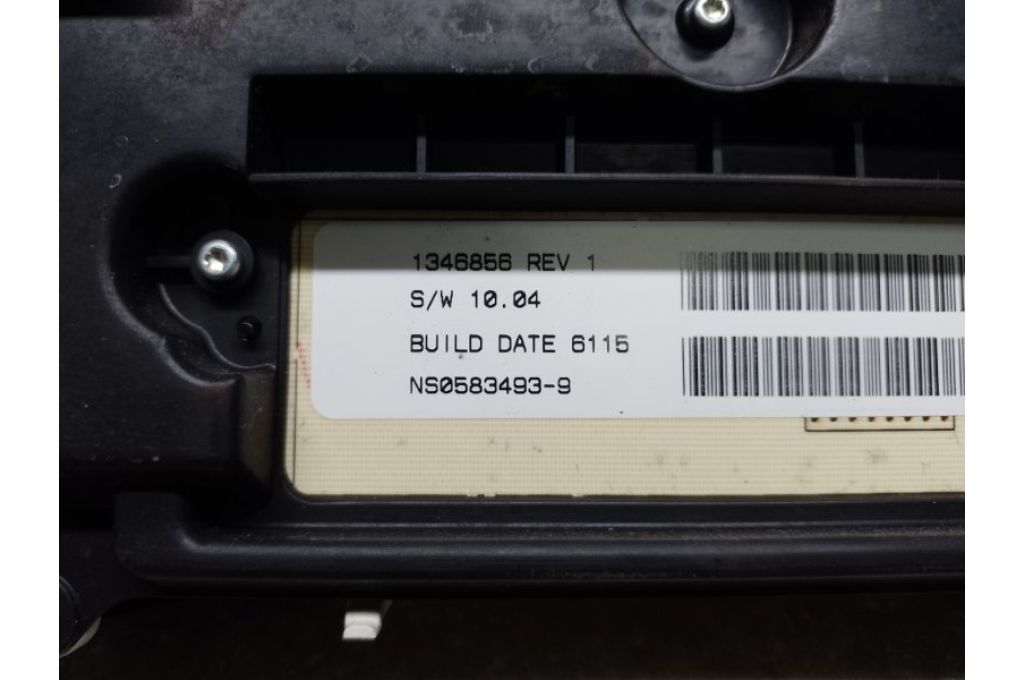 1346856 REV 1
S/W 10.04
BUILD DATE 6115
NS0583493-9